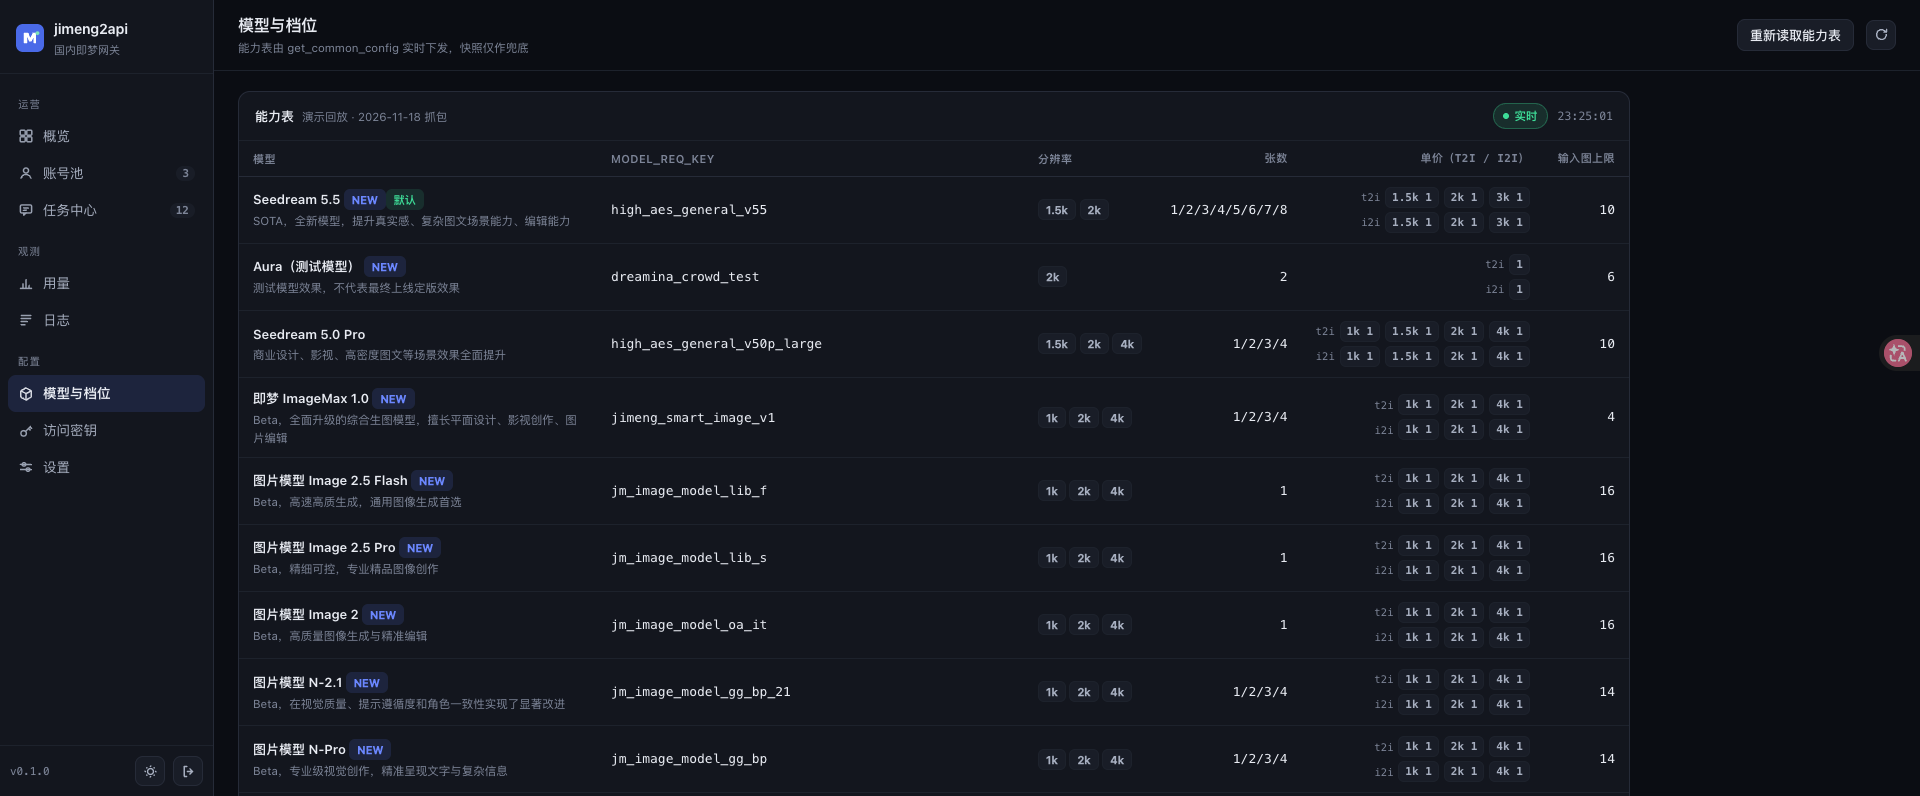 jimeng2api
国内即梦网关
运营
概览
账号池 3
任务中心 12
观测
用量
日志
配置
模型与档位
访问密钥
设置
v0.1.0
模型与档位
能力表由 get_common_config 实时下发，快照仅作兜底
重新读取能力表
能力表 演示回放 · 2026-11-18 抓包
实时 23:25:01
模型 MODEL_REQ_KEY 分辨率 张数 单价 (T2I / I2I) 输入图上限
Seedream 5.5 NEW 默认
SOTA，全新模型，提升真实感、复杂图文场景能力、编辑能力
high_aes_general_v55
1.5k 2k
1/2/3/4/5/6/7/8
t2i 1.5k 1 2k 1 3k 1
i2i 1.5k 1 2k 1 3k 1
10
Aura（测试模型） NEW
测试模型效果，不代表最终上线定版效果
dreamina_crowd_test
2k
2
t2i 1
i2i 1
6
Seedream 5.0 Pro
商业设计、影视、高密度图文等场景效果全面提升
high_aes_general_v50p_large
1.5k 2k 4k
1/2/3/4
t2i 1k 1 1.5k 1 2k 1 4k 1
i2i 1k 1 1.5k 1 2k 1 4k 1
10
即梦 ImageMax 1.0 NEW
Beta，全面升级的综合生图模型，擅长平面设计、影视创作、图
片编辑
jimeng_smart_image_v1
1k 2k 4k
1/2/3/4
t2i 1k 1 2k 1 4k 1
i2i 1k 1 2k 1 4k 1
4
图片模型 Image 2.5 Flash NEW
Beta，高速高质生成，通用图像生成首选
jm_image_model_lib_f
1k 2k 4k
1
t2i 1k 1 2k 1 4k 1
i2i 1k 1 2k 1 4k 1
16
图片模型 Image 2.5 Pro NEW
Beta，精细可控，专业精品图像创作
jm_image_model_lib_s
1k 2k 4k
1
t2i 1k 1 2k 1 4k 1
i2i 1k 1 2k 1 4k 1
16
图片模型 Image 2 NEW
Beta，高质量图像生成与精准编辑
jm_image_model_oa_it
1k 2k 4k
1
t2i 1k 1 2k 1 4k 1
i2i 1k 1 2k 1 4k 1
16
图片模型 N-2.1 NEW
Beta，在视觉质量、提示遵循度和角色一致性实现了显著改进
jm_image_model_gg_bp_21
1k 2k 4k
1/2/3/4
t2i 1k 1 2k 1 4k 1
i2i 1k 1 2k 1 4k 1
14
图片模型 N-Pro NEW
Beta，专业级视觉创作，精准呈现文字与复杂信息
jm_image_model_gg_bp
1k 2k 4k
1/2/3/4
t2i 1k 1 2k 1 4k 1
i2i 1k 1 2k 1 4k 1
14